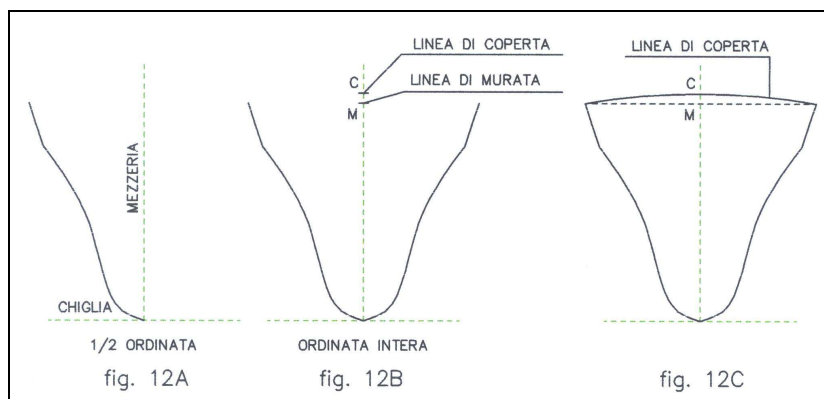 LINEA DI COPERTA
C
LINEA DI MURATA
M
MEZZERIA
CHIGLIA
1/2 ORDINATA
ORDINATA INTERA
LINEA DI COPERTA
C
M
fig. 12A
fig. 12B
fig. 12C